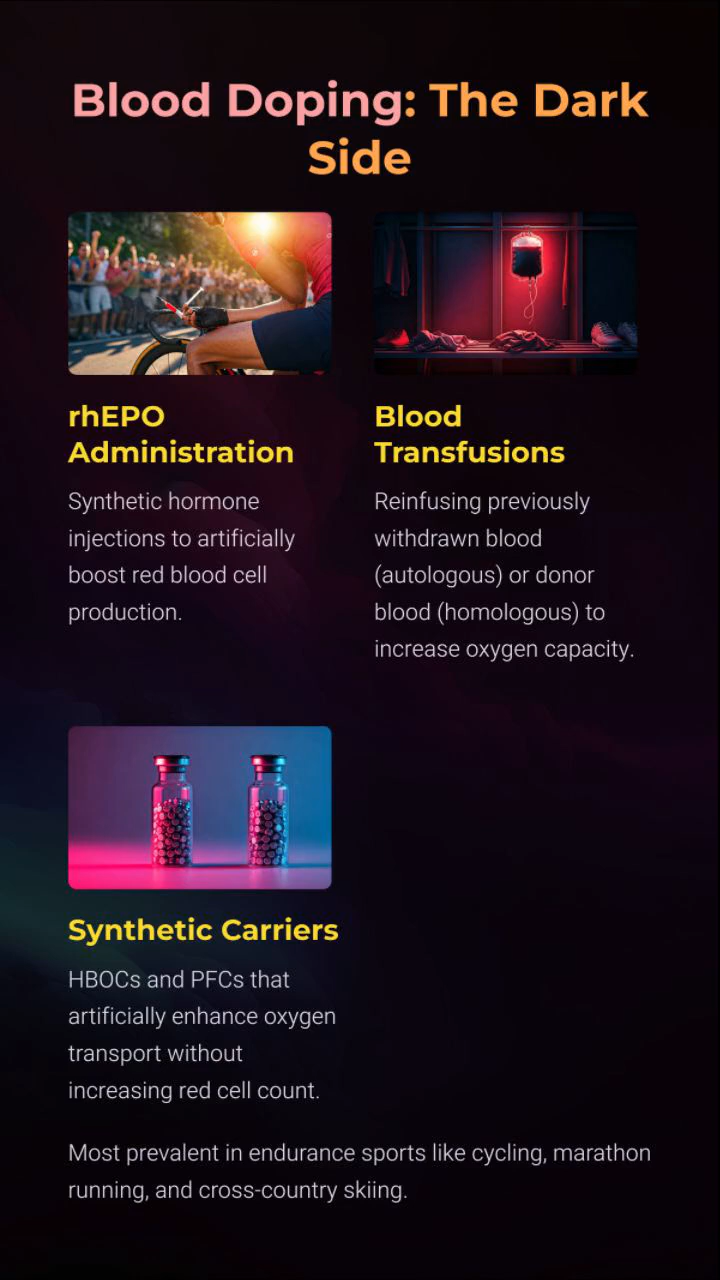 Blood Doping: The Dark
Side
rhEPO
Administration
Synthetic hormone
injections to artificially
boost red blood cell
production.
Blood
Transfusions
Reinfusing previously
withdrawn blood
(autologous) or donor
blood (homologous) to
increase oxygen capacity.
Synthetic Carriers
HBOCs and PFCs that
artificially enhance oxygen
transport without
increasing red cell count.
Most prevalent in endurance sports like cycling, marathon
running, and cross-country skiing.